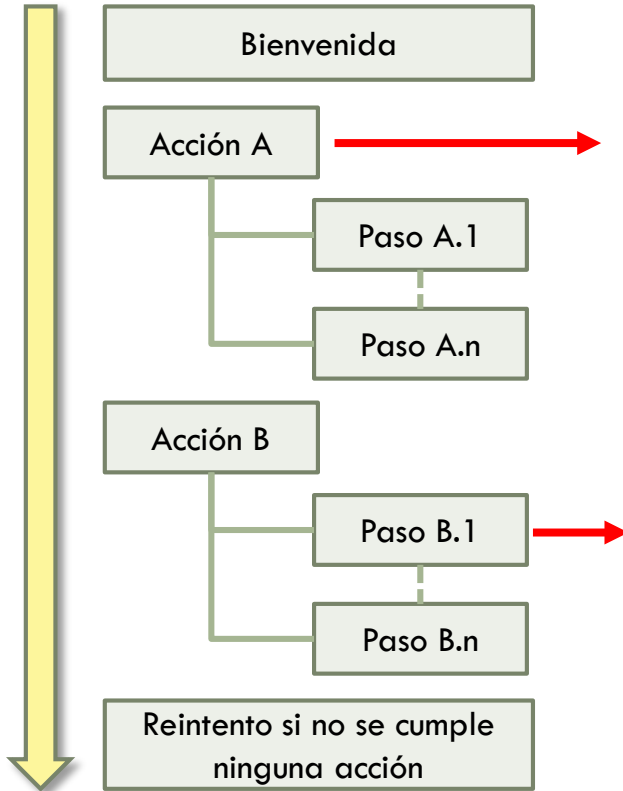 Bienvenida
Acción A
Paso A.1
Paso A.n
Acción B
Paso B.1
Paso B.n
Reintento si no se cumple
ninguna acción